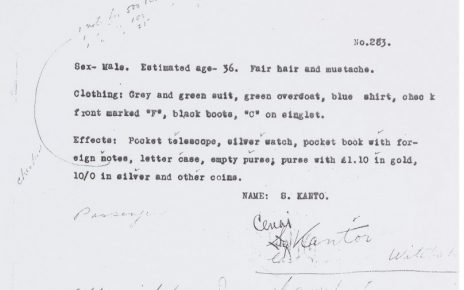 No.283.
Sex- Male. Estimated age- 36. Fair hair and mustache.
Clothing: Grey and green suit, green overdoat, blue shirt, chec k
front marked "F", black boots, "C" on singlet.
Effects: Pocket telescope, silver watch, pocket book with for-
eign notes, letter case, empty purse; purse with £1.10 in gold,
10/0 in silver and other coins.
NAME: S. KANTO.
Passenger
Kantor